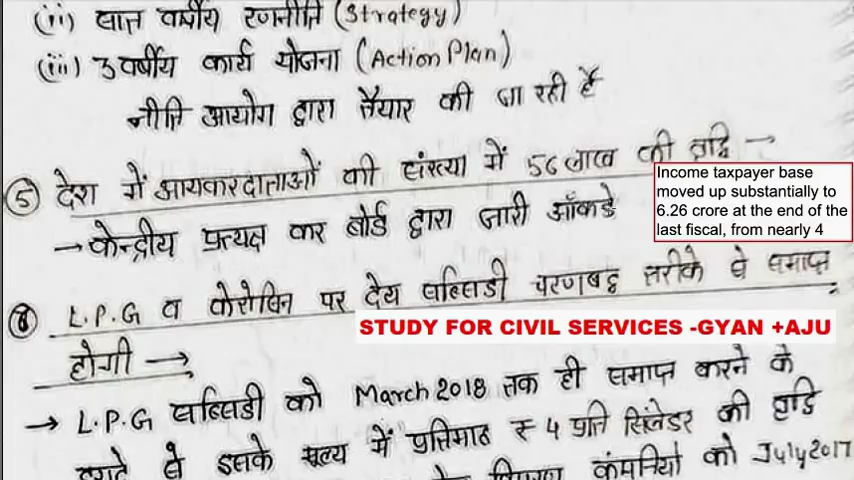 (ii) सात वर्षीय रणनीति (Strategy)
(iii) 3 वर्षीय कार्य योजना (Action Plan)
नीति आयोग द्वारा तैयार की जा रही है
⑤ देश में आयकरदाताओं की संख्या में 56 लाख की वृद्धि →
Income taxpayer base
moved up substantially to
6.26 crore at the end of the
last fiscal, from nearly 4
→ केन्द्रीय प्रत्यक्ष कर बोर्ड द्वारा जारी आँकडे
⑥ L.P.G व केरोसिन पर देय सब्सिडी चरणबद्ध तरीके से समाप्त
STUDY FOR CIVIL SERVICES -GYAN +AJU
होगी →
→ L.P.G सब्सिडी को March 2018 तक ही समाप्त करने के
इसके मूल्य में प्रतिमाह ₹ 4 प्रति सिलेंडर की वृद्धि
कंपनियों को July 2017